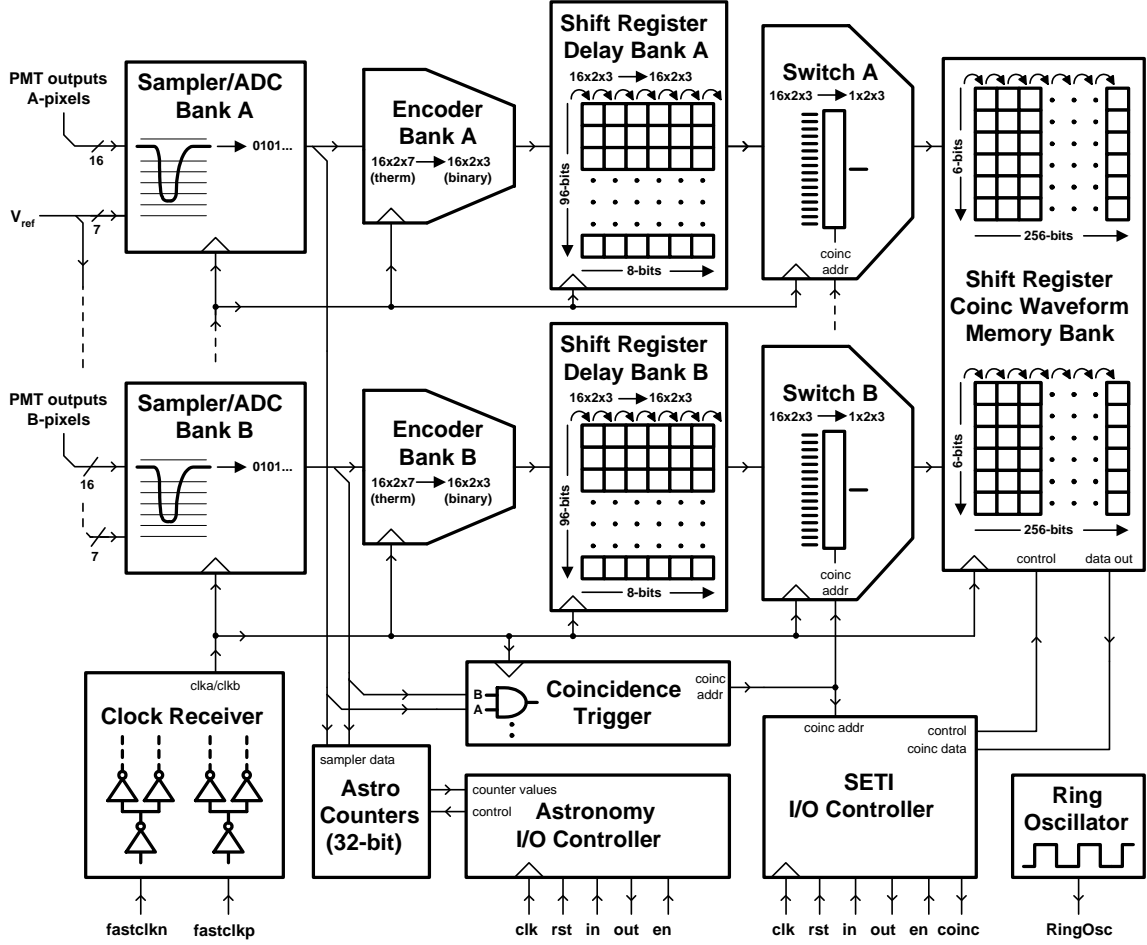 PMT outputs
A-pixels
16
V_ref
7
Sampler/ADC
Bank A
0101...
Encoder
Bank A
16x2x7 → 16x2x3
(therm) (binary)
Shift Register
Delay Bank A
16x2x3 → 16x2x3
96-bits
8-bits
Switch A
16x2x3 → 1x2x3
coinc
addr
6-bits
256-bits
Shift Register
Coinc Waveform
Memory Bank
6-bits
256-bits
control data out
PMT outputs
B-pixels
16
7
Sampler/ADC
Bank B
0101...
Encoder
Bank B
16x2x7 → 16x2x3
(therm) (binary)
Shift Register
Delay Bank B
16x2x3 → 16x2x3
96-bits
8-bits
Switch B
16x2x3 → 1x2x3
coinc
addr
clka/clkb
Clock Receiver
fastclkn fastclkp
B
A
Coincidence
Trigger
coinc
addr
sampler data
Astro
Counters
(32-bit)
counter values
control
Astronomy
I/O Controller
clk rst in out en
coinc addr
control
coinc data
SETI
I/O Controller
clk rst in out en coinc
Ring
Oscillator
RingOsc